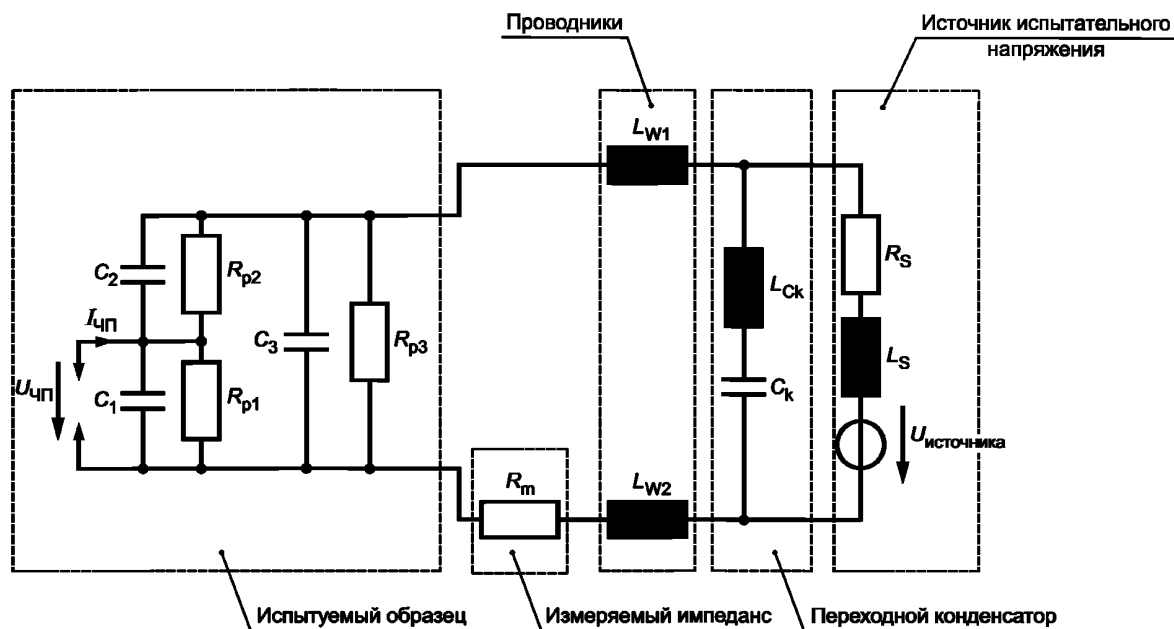 Проводники
Источник испытательного
напряжения
L_W1
C_2
R_p2
I_ЧП
U_ЧП
C_1
R_p1
C_3
R_p3
L_Ck
C_k
R_S
L_S
U_источника
R_m
L_W2
Испытуемый образец
Измеряемый импеданс
Переходной конденсатор